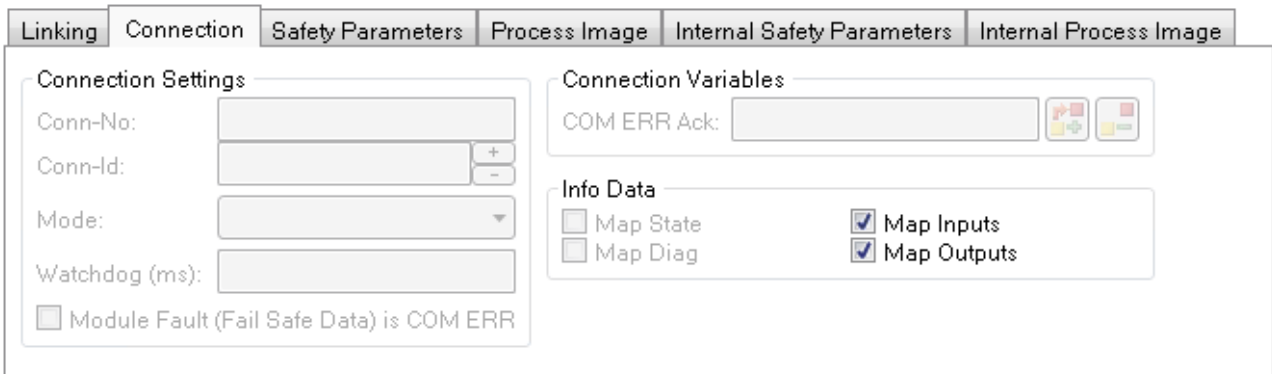 Linking Connection Safety Parameters Process Image Internal Safety Parameters Internal Process Image
Connection Settings
Conn-No:
Conn-Id:
Mode:
Watchdog (ms):
Module Fault (Fail Safe Data) is COM ERR
Connection Variables
COM ERR Ack:
Info Data
Map State Map Inputs
Map Diag Map Outputs